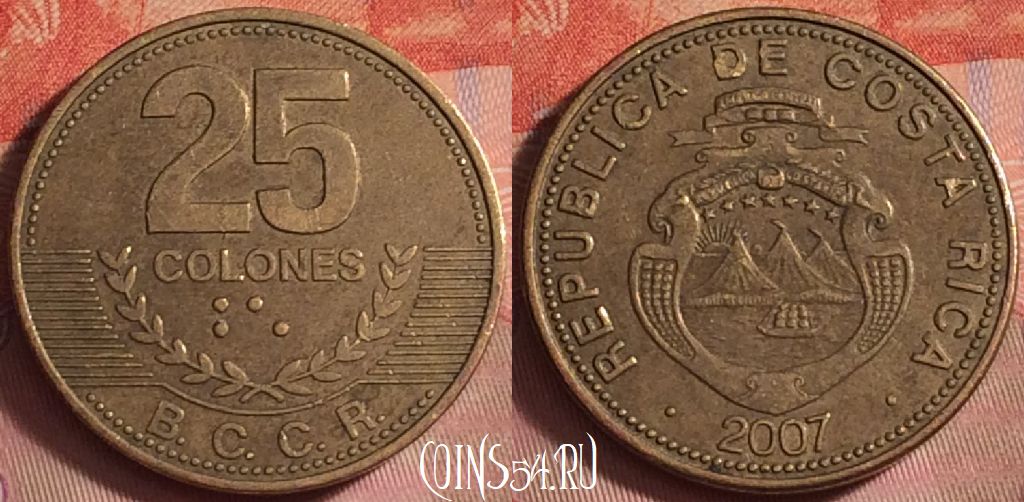 25
COLONES
B. C. C. R.
REPUBLICA DE COSTA RICA
2007
COINS54.RU